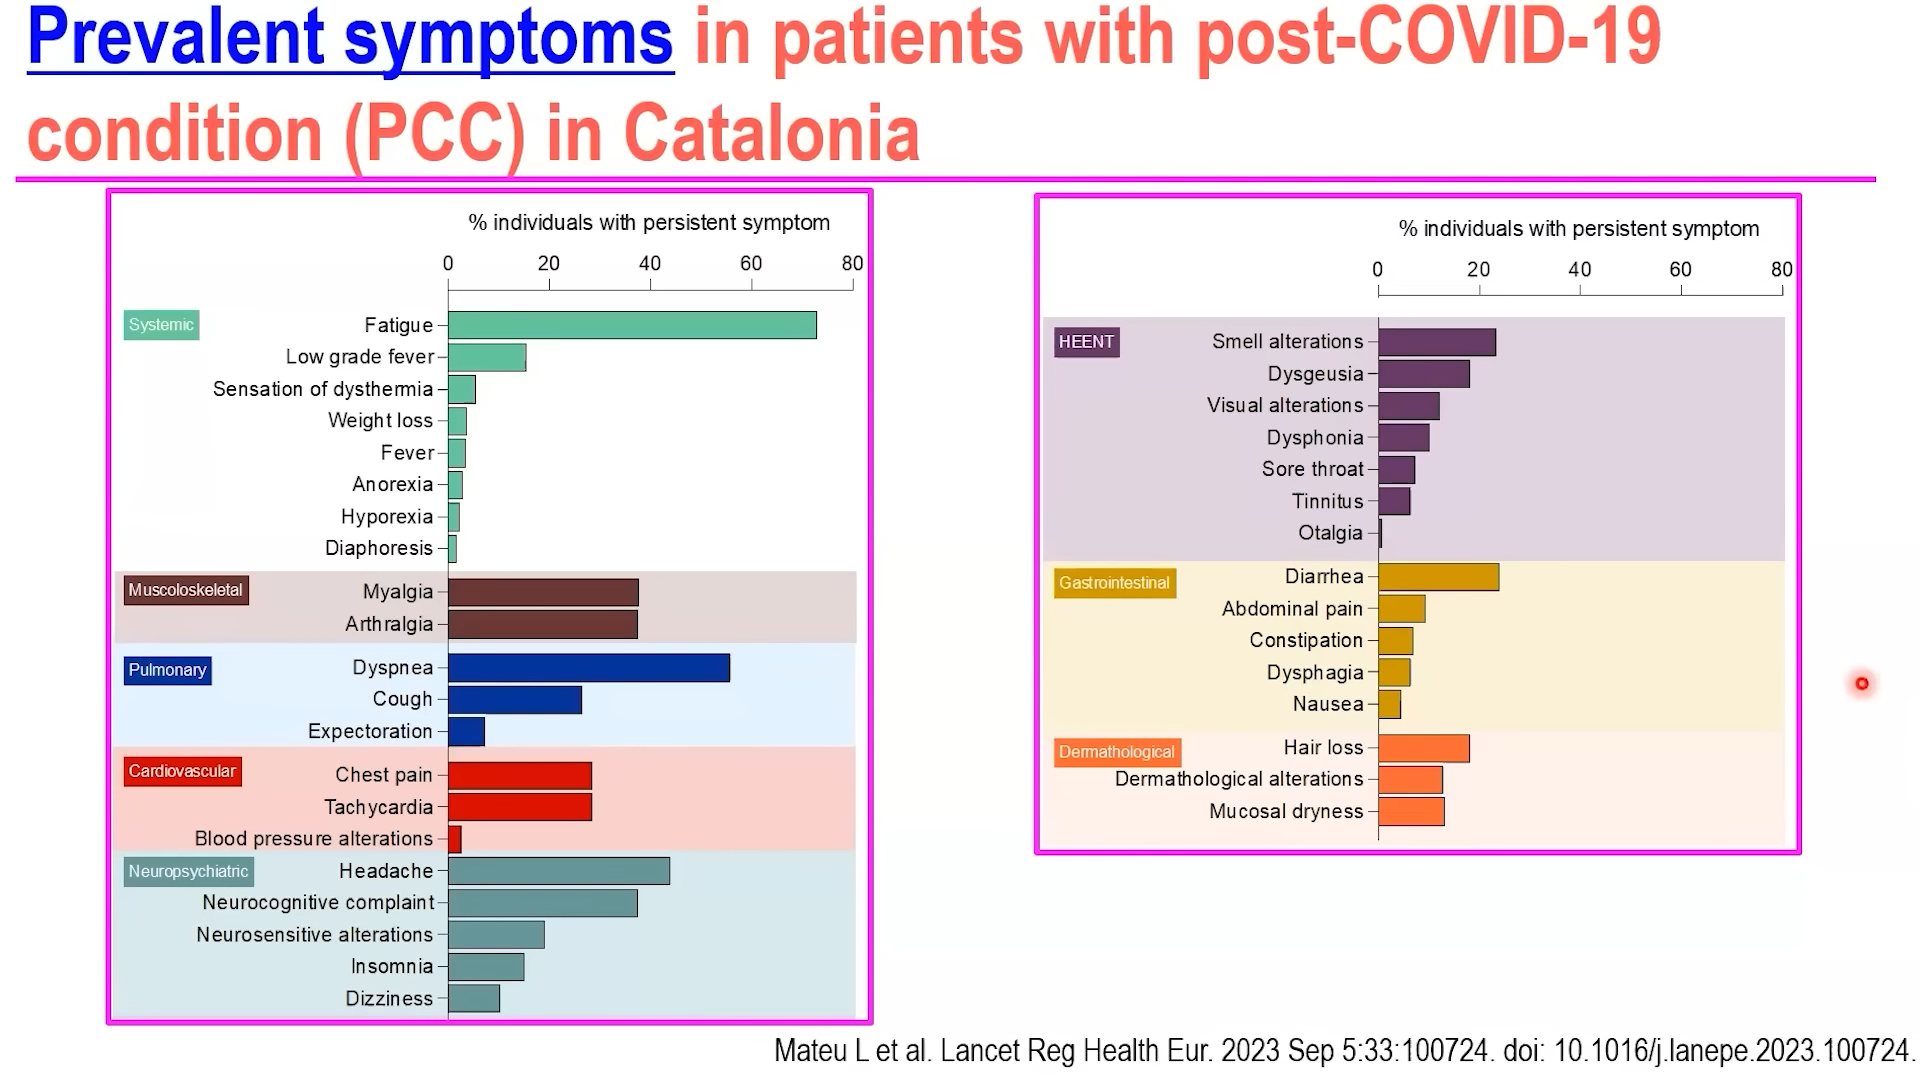 Prevalent symptoms in patients with post-COVID-19
condition (PCC) in Catalonia
% individuals with persistent symptom
0 20 40 60 80
Systemic
Fatigue
Low grade fever
Sensation of dysthermia
Weight loss
Fever
Anorexia
Hyporexia
Diaphoresis
Muscoloskeletal
Myalgia
Arthralgia
Pulmonary
Dyspnea
Cough
Expectoration
Cardiovascular
Chest pain
Tachycardia
Blood pressure alterations
Neuropsychiatric
Headache
Neurocognitive complaint
Neurosensitive alterations
Insomnia
Dizziness
% individuals with persistent symptom
0 20 40 60 80
HEENT
Smell alterations
Dysgeusia
Visual alterations
Dysphonia
Sore throat
Tinnitus
Otalgia
Gastrointestinal
Diarrhea
Abdominal pain
Constipation
Dysphagia
Nausea
Dermathological
Hair loss
Dermathological alterations
Mucosal dryness
Mateu L et al. Lancet Reg Health Eur. 2023 Sep 5:33:100724. doi: 10.1016/j.lanepe.2023.100724.